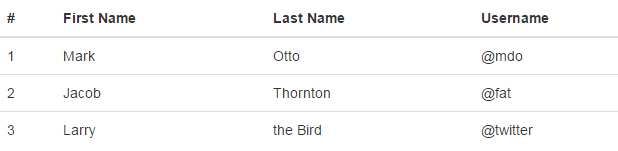 # First Name Last Name Username
1 Mark Otto @mdo
2 Jacob Thornton @fat
3 Larry the Bird @twitter